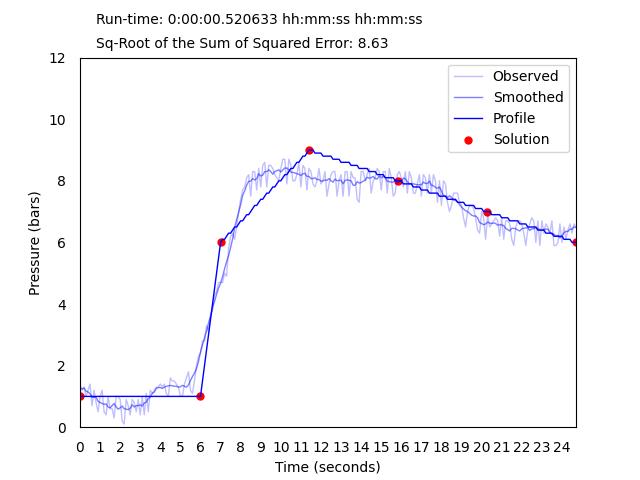 Run-time: 0:00:00.520633 hh:mm:ss hh:mm:ss
Sq-Root of the Sum of Squared Error: 8.63
12
10
8
6
4
2
0
Pressure (bars)
Observed
Smoothed
Profile
Solution
0 1 2 3 4 5 6 7 8 9 10 11 12 13 14 15 16 17 18 19 20 21 22 23 24
Time (seconds)